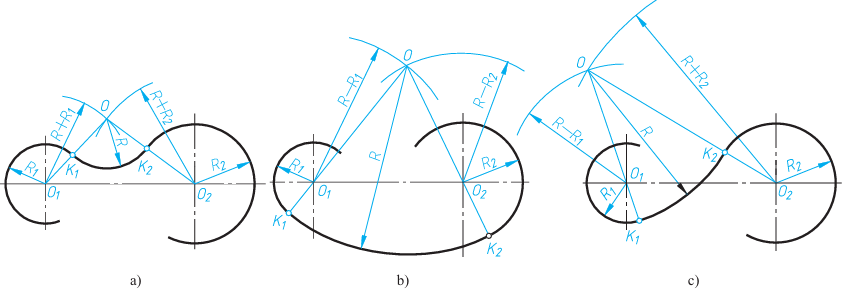 O
R+R₁
R+R₂
R
K₁
K₂
R₁
R₂
O₁
O₂
a)
O
R−R₁
R−R₂
R
R₁
R₂
O₁
O₂
K₁
K₂
b)
O
R+R₂
R−R₁
R
K₂
O₁
R₁
R₂
O₂
K₁
c)